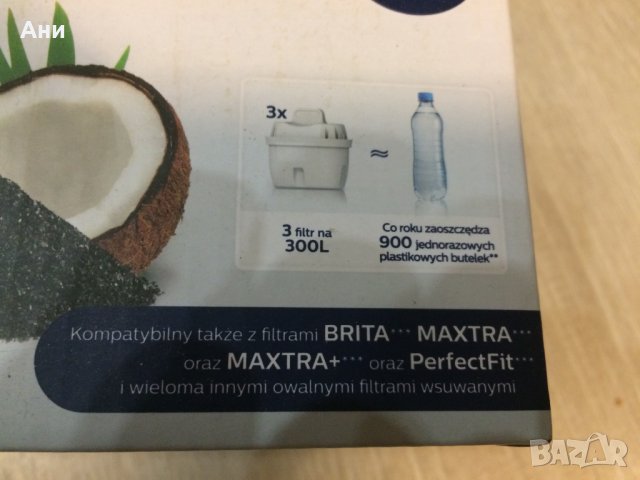 Ани
3x
≈
3 filtr na
300L
Co roku zaoszczędza
900 jednorazowych
plastikowych butelek**
Kompatybilny także z filtrami BRITA*** MAXTRA***
oraz MAXTRA+*** oraz PerfectFit***
i wieloma innymi owalnymi filtrami wsuwanymi
BAZAR